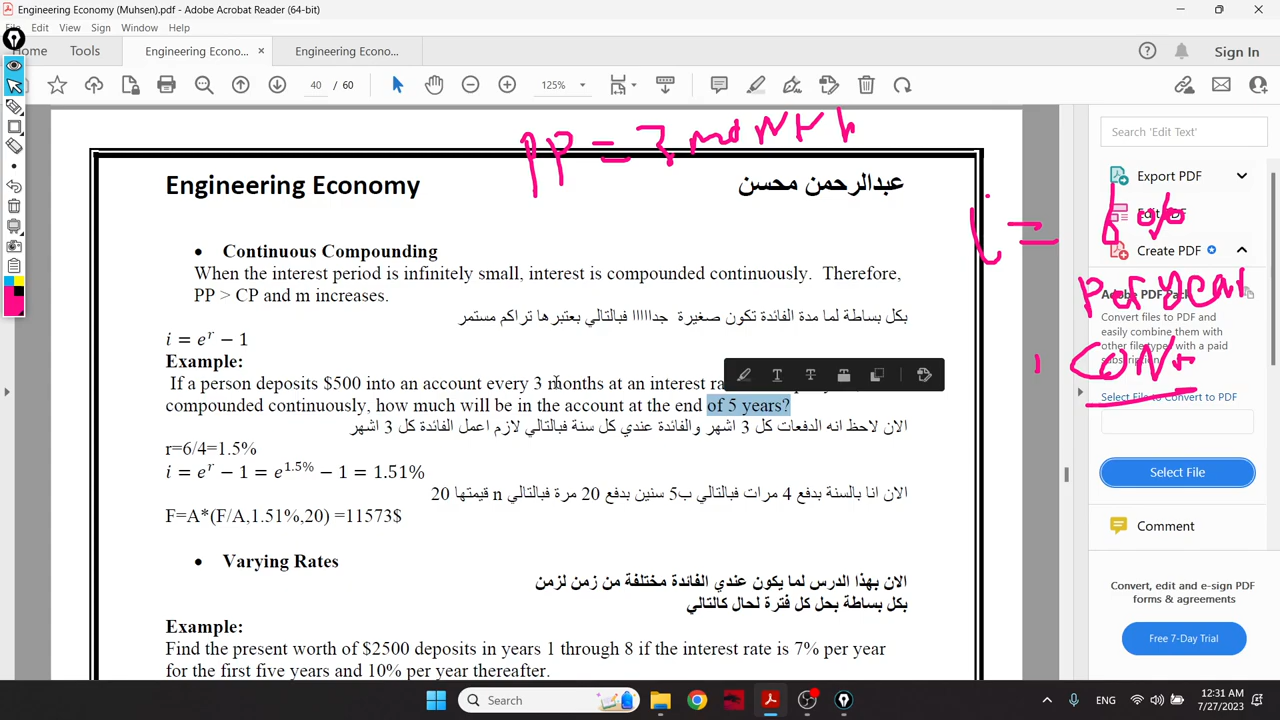 Engineering Economy (Muhsen).pdf - Adobe Acrobat Reader (64-bit)
File Edit View Sign Window Help
Home Tools Engineering Econo... × Engineering Econo... Sign In
40 / 60 125%
PP = 3 month
Engineering Economy عبدالرحمن محسن
• Continuous Compounding
When the interest period is infinitely small, interest is compounded continuously. Therefore,
PP > CP and m increases.
بكل بساطة لما مدة الفائدة تكون صغيرة جدااااا فبالتالي بعتبرها تراكم مستمر
i = e^r − 1
Example:
If a person deposits $500 into an account every 3 months at an interest
compounded continuously, how much will be in the account at the end of 5 years?
الان لاحظ انه الدفعات كل 3 اشهر والفائدة عندي كل سنة فبالتالي لازم اعمل الفائدة كل 3 اشهر
r=6/4=1.5%
i = e^r − 1 = e^1.5% − 1 = 1.51%
الان انا بالسنة بدفع 4 مرات فبالتالي ب5 سنين بدفع 20 مرة فبالتالي n قيمتها 20
F=A*(F/A,1.51%,20) =11573$
• Varying Rates
الان بهذا الدرس لما يكون عندي الفائدة مختلفة من زمن لزمن
بكل بساطة بحل كل فترة لحال كالتالي
Example:
Find the present worth of $2500 deposits in years 1 through 8 if the interest rate is 7% per year
for the first five years and 10% per year thereafter.
i = 6%
per year
Search 'Edit Text'
Export PDF
Edit PDF
Create PDF
Adobe PDF Pack
Convert files to PDF and
easily combine them with
other file types with a paid
Select File to Convert to PDF
Select File
Comment
Convert, edit and e-sign PDF
forms & agreements
Free 7-Day Trial
Search
ENG
12:31 AM
7/27/2023